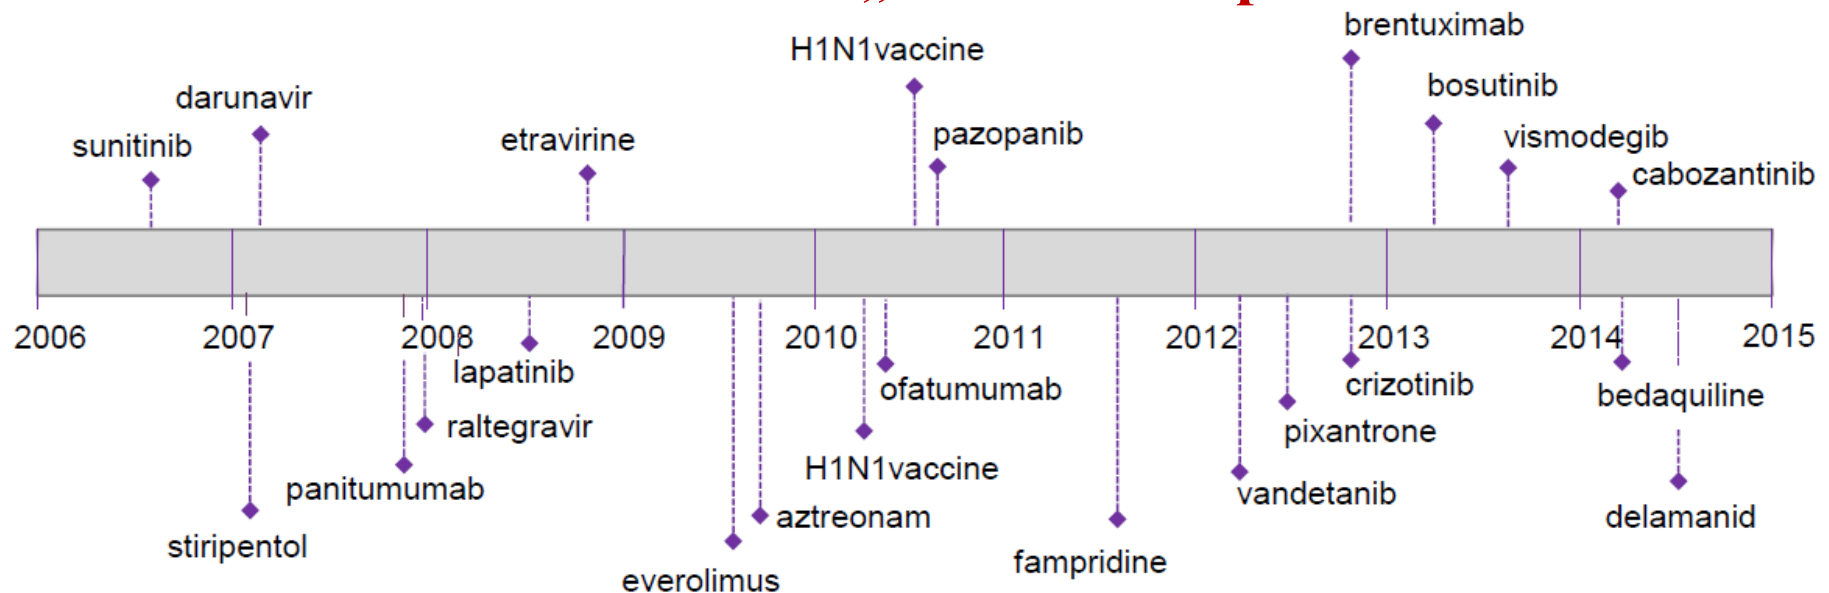 brentuximab
H1N1vaccine
bosutinib
darunavir
pazopanib
vismodegib
etravirine
sunitinib
cabozantinib
2006 2007 2008 2009 2010 2011 2012 2013 2014 2015
lapatinib
ofatumumab
crizotinib
bedaquiline
raltegravir
pixantrone
H1N1vaccine
panitumumab
vandetanib
aztreonam
delamanid
stiripentol
fampridine
everolimus